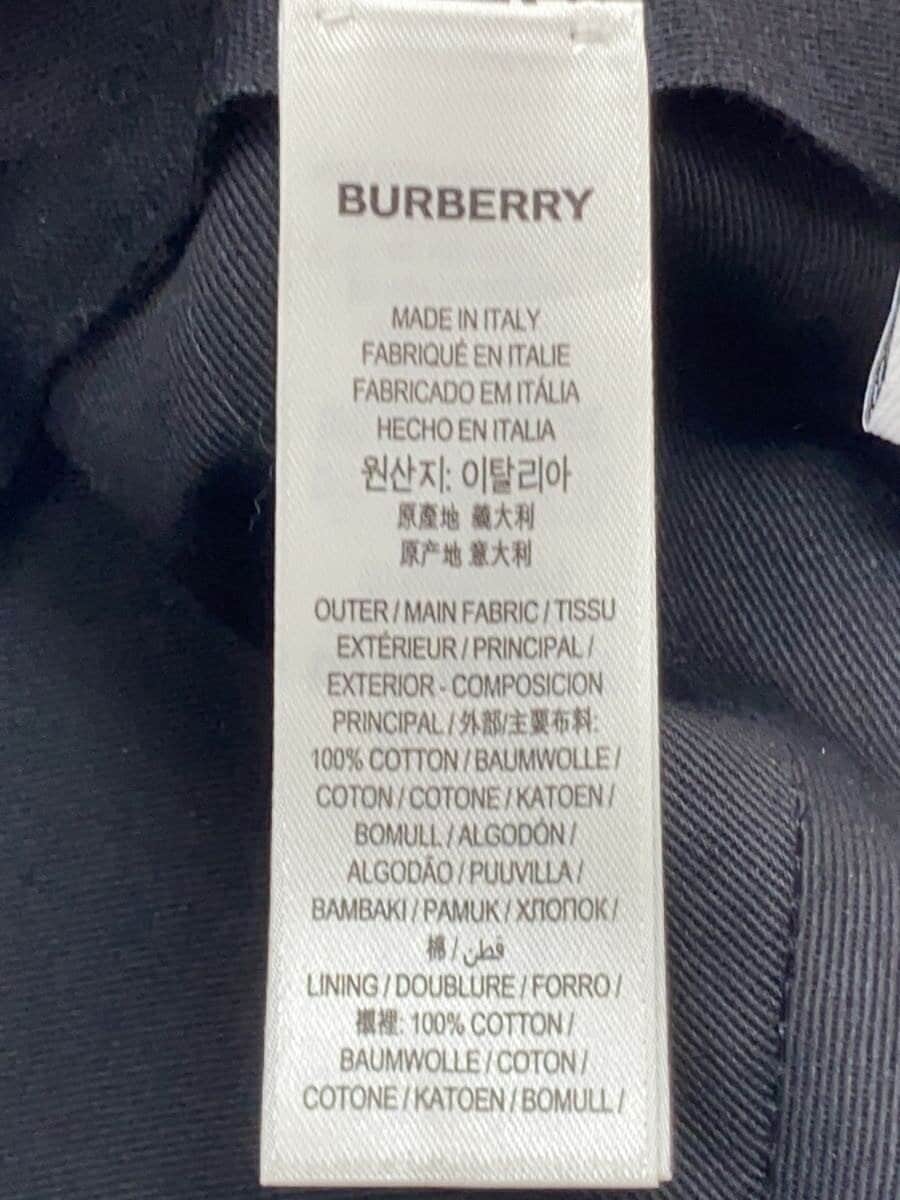 BURBERRY
MADE IN ITALY
FABRIQUÉ EN ITALIE
FABRICADO EM ITÁLIA
HECHO EN ITALIA
원산지: 이탈리아
原產地 義大利
原产地 意大利
OUTER / MAIN FABRIC / TISSU
EXTÉRIEUR / PRINCIPAL /
EXTERIOR - COMPOSICION
PRINCIPAL / 外部/主要布料:
100% COTTON / BAUMWOLLE /
COTON / COTONE / KATOEN /
BOMULL / ALGODÓN /
ALGODÃO / PUUVILLA /
BAMBAKI / PAMUK / ХЛОПОК /
棉 / قطن
LINING / DOUBLURE / FORRO /
襯裡: 100% COTTON /
BAUMWOLLE / COTON /
COTONE / KATOEN / BOMULL /